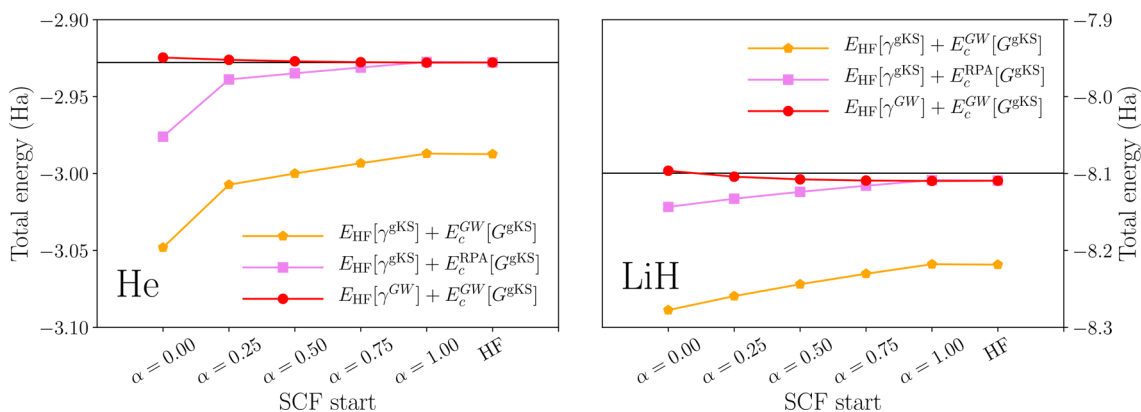 −2.90
−2.95
−3.00
−3.05
−3.10
Total energy (Ha)
E_HF[γ^gKS] + E_c^GW[G^gKS]
E_HF[γ^gKS] + E_c^RPA[G^gKS]
E_HF[γ^GW] + E_c^GW[G^gKS]
He
α = 0.00
α = 0.25
α = 0.50
α = 0.75
α = 1.00
HF
SCF start
E_HF[γ^gKS] + E_c^GW[G^gKS]
E_HF[γ^gKS] + E_c^RPA[G^gKS]
E_HF[γ^GW] + E_c^GW[G^gKS]
LiH
−7.9
−8.0
−8.1
−8.2
−8.3
Total energy (Ha)
α = 0.00
α = 0.25
α = 0.50
α = 0.75
α = 1.00
HF
SCF start